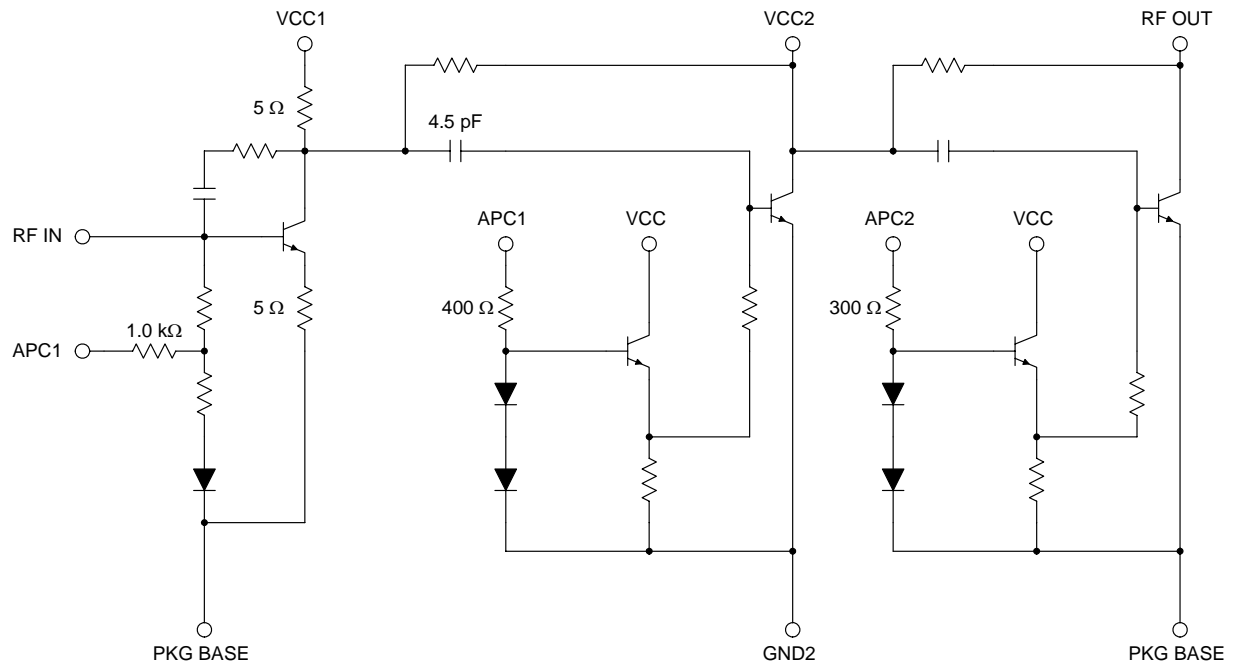 VCC1
VCC2
RF OUT
5 Ω
4.5 pF
APC1
VCC
APC2
VCC
RF IN
5 Ω
400 Ω
300 Ω
1.0 kΩ
APC1
PKG BASE
GND2
PKG BASE